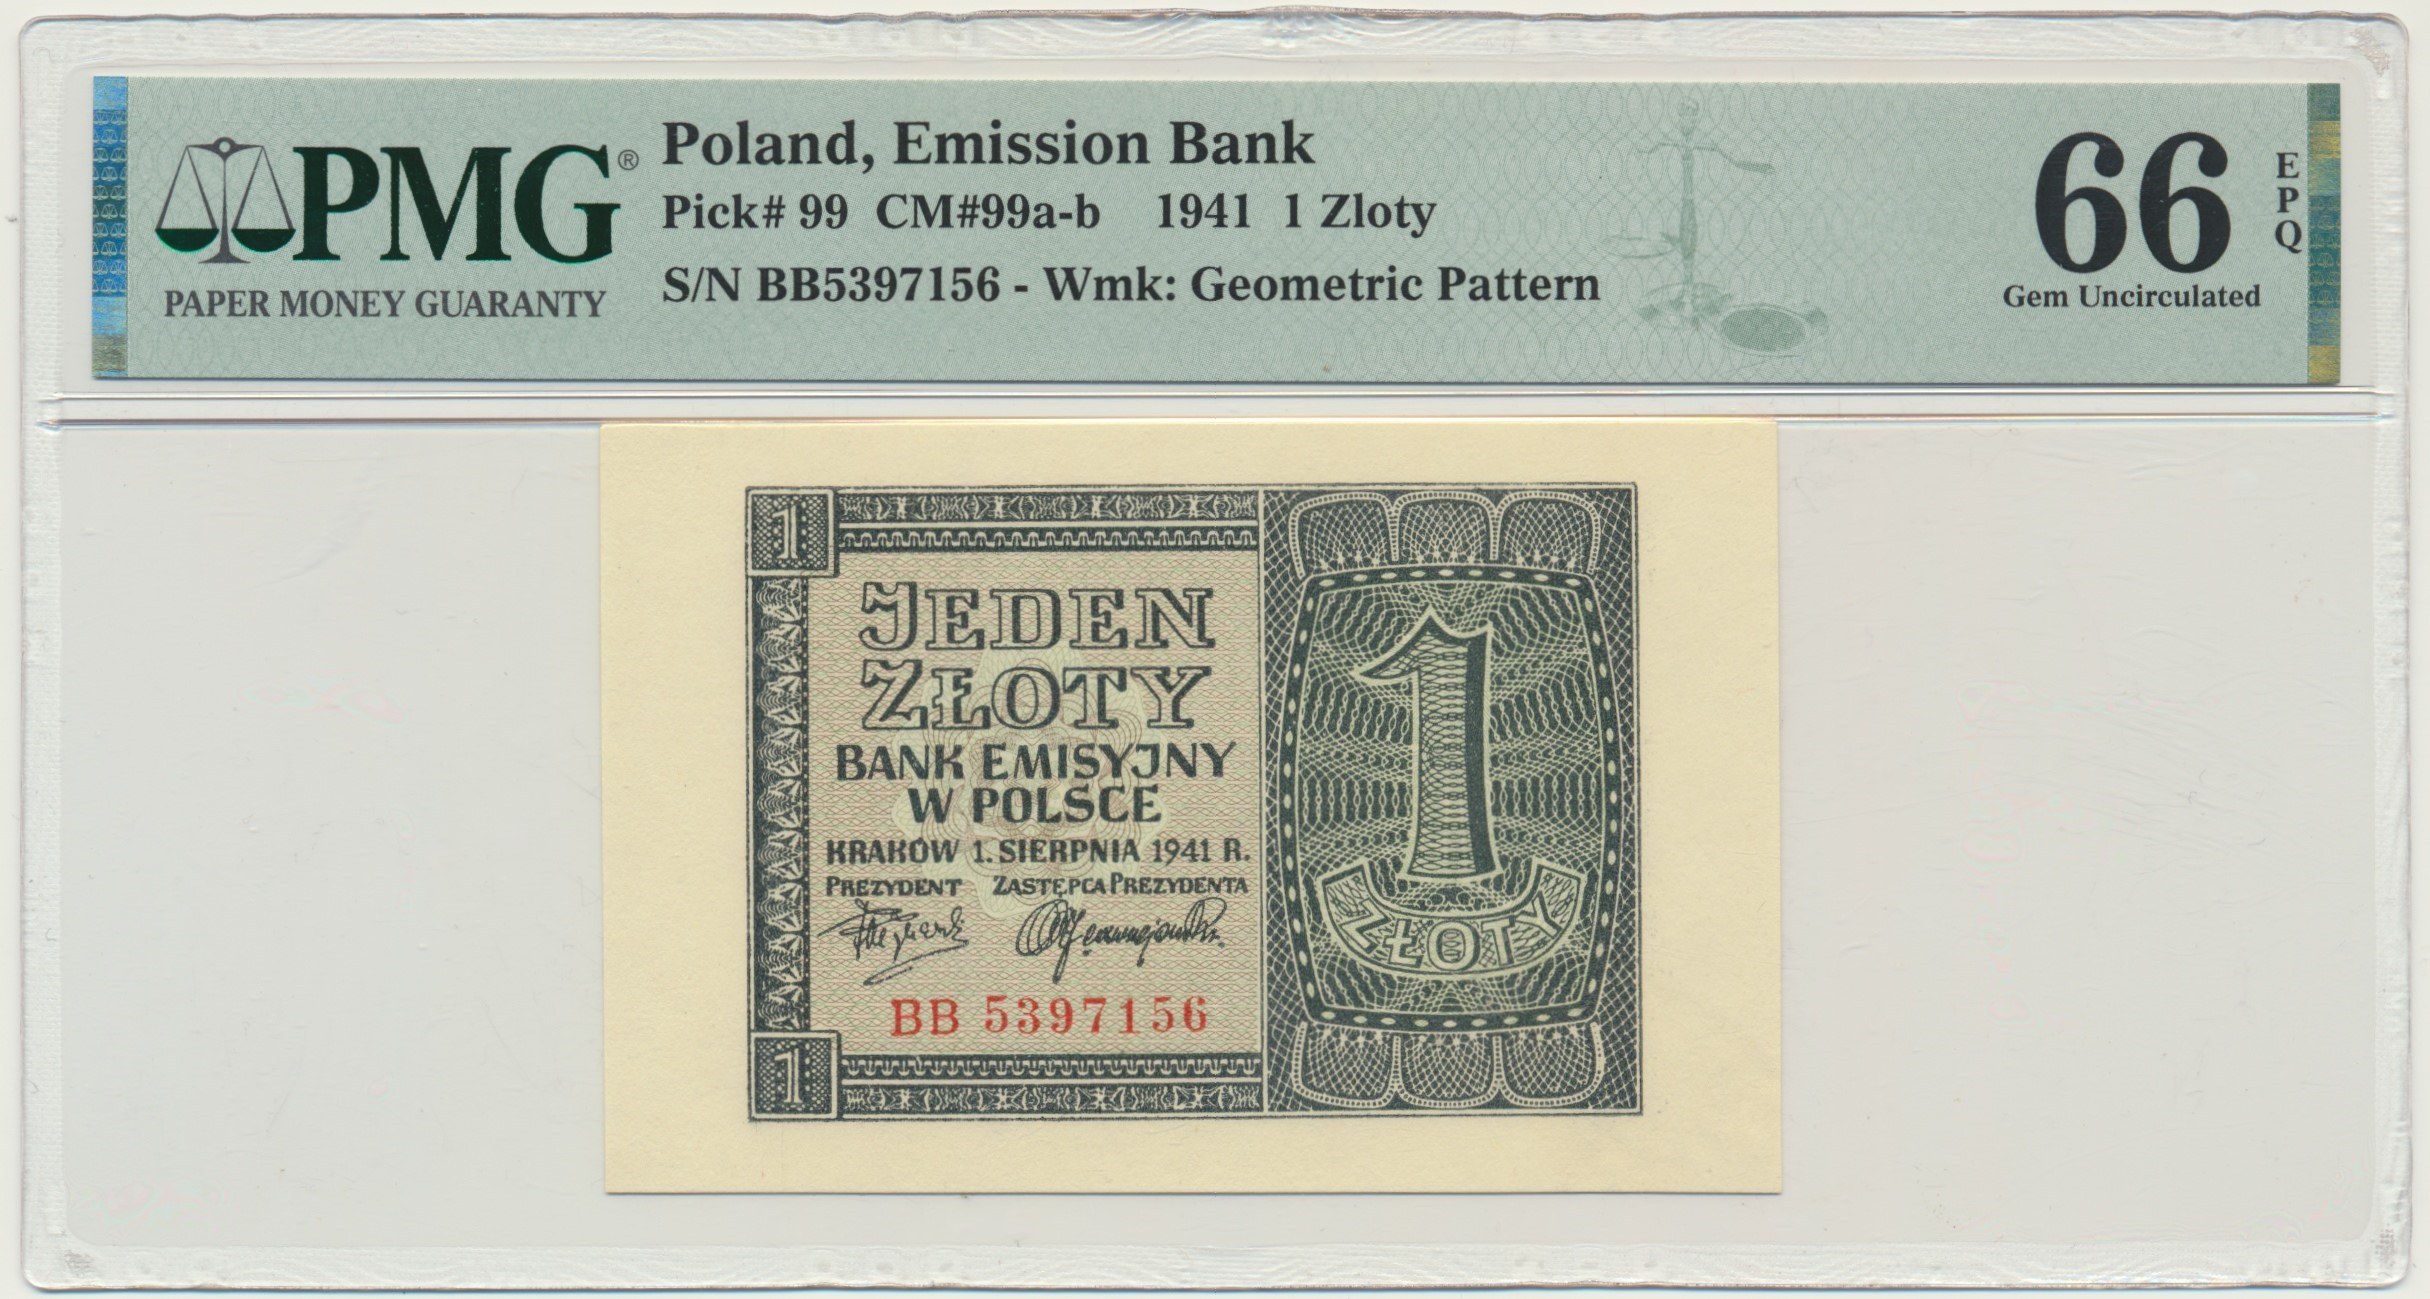 PMG®
PAPER MONEY GUARANTY
Poland, Emission Bank
Pick# 99 CM#99a-b 1941 1 Zloty
S/N BB5397156 - Wmk: Geometric Pattern
66
EPQ
Gem Uncirculated
1
JEDEN
ZŁOTY
BANK EMISYJNY
W POLSCE
KRAKÓW 1. SIERPNIA 1941 R.
PREZYDENT ZASTĘPCA PREZYDENTA
BB 5397156
1
1
ZŁOTY